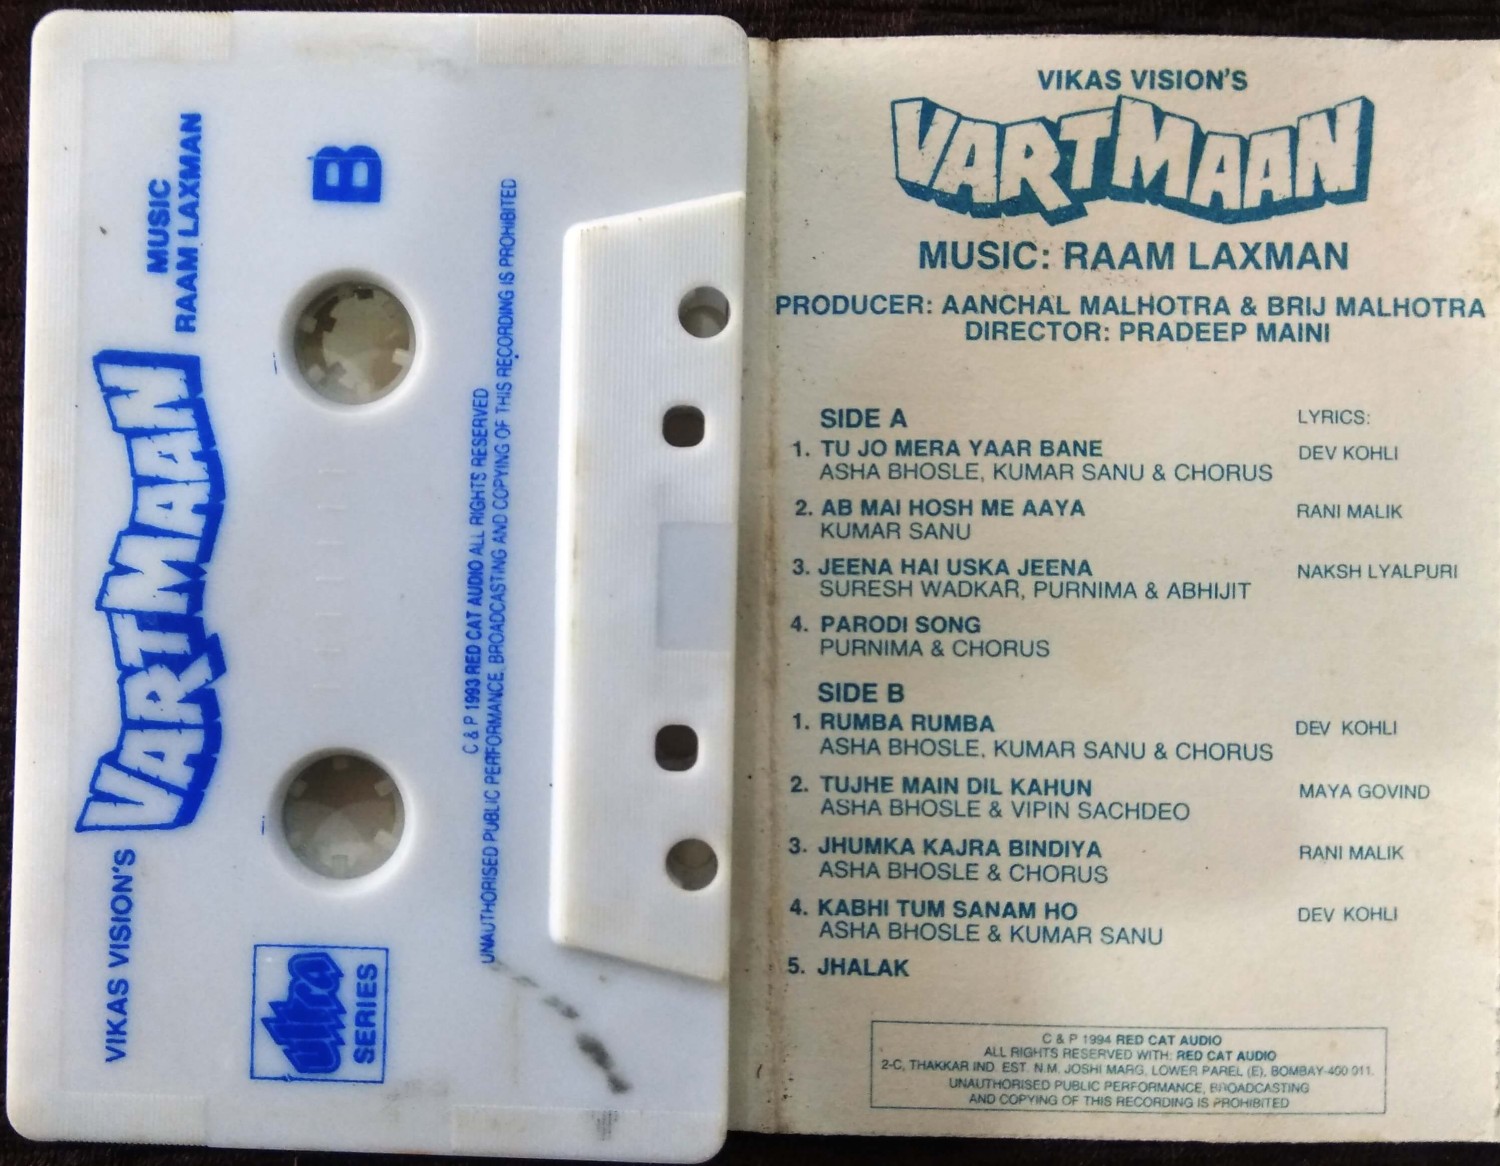 VIKAS VISION'S
VARTMAAN
MUSIC
RAAM LAXMAN
B
ultra
SERIES
C & P 1993 RED CAT AUDIO ALL RIGHTS RESERVED
UNAUTHORISED PUBLIC PERFORMANCE, BROADCASTING AND COPYING OF THIS RECORDING IS PROHIBITED
VIKAS VISION'S
VARTMAAN
MUSIC: RAAM LAXMAN
PRODUCER: AANCHAL MALHOTRA & BRIJ MALHOTRA
DIRECTOR: PRADEEP MAINI
SIDE A LYRICS:
1. TU JO MERA YAAR BANE DEV KOHLI
ASHA BHOSLE, KUMAR SANU & CHORUS
2. AB MAI HOSH ME AAYA RANI MALIK
KUMAR SANU
3. JEENA HAI USKA JEENA NAKSH LYALPURI
SURESH WADKAR, PURNIMA & ABHIJIT
4. PARODI SONG
PURNIMA & CHORUS
SIDE B
1. RUMBA RUMBA DEV KOHLI
ASHA BHOSLE, KUMAR SANU & CHORUS
2. TUJHE MAIN DIL KAHUN MAYA GOVIND
ASHA BHOSLE & VIPIN SACHDEO
3. JHUMKA KAJRA BINDIYA RANI MALIK
ASHA BHOSLE & CHORUS
4. KABHI TUM SANAM HO DEV KOHLI
ASHA BHOSLE & KUMAR SANU
5. JHALAK
C & P 1994 RED CAT AUDIO
ALL RIGHTS RESERVED WITH: RED CAT AUDIO
2-C, THAKKAR IND. EST. N.M. JOSHI MARG, LOWER PAREL (E), BOMBAY-400 011.
UNAUTHORISED PUBLIC PERFORMANCE, BROADCASTING
AND COPYING OF THIS RECORDING IS PROHIBITED